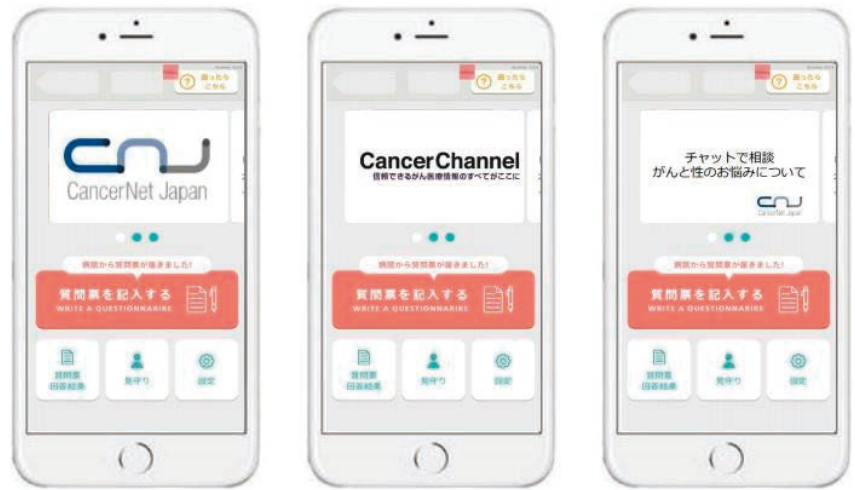 困ったら
こちら
CancerNet Japan
病院から質問票が届きました!
質問票を記入する
WRITE A QUESTIONNARIRE
質問票
回答結果
見守り
設定
困ったら
こちら
CancerChannel
信頼できるがん医療情報のすべてがここに
病院から質問票が届きました!
質問票を記入する
WRITE A QUESTIONNARIRE
質問票
回答結果
見守り
設定
困ったら
こちら
チャットで相談
がんと性のお悩みについて
CancerNet Japan
病院から質問票が届きました!
質問票を記入する
WRITE A QUESTIONNARIRE
質問票
回答結果
見守り
設定